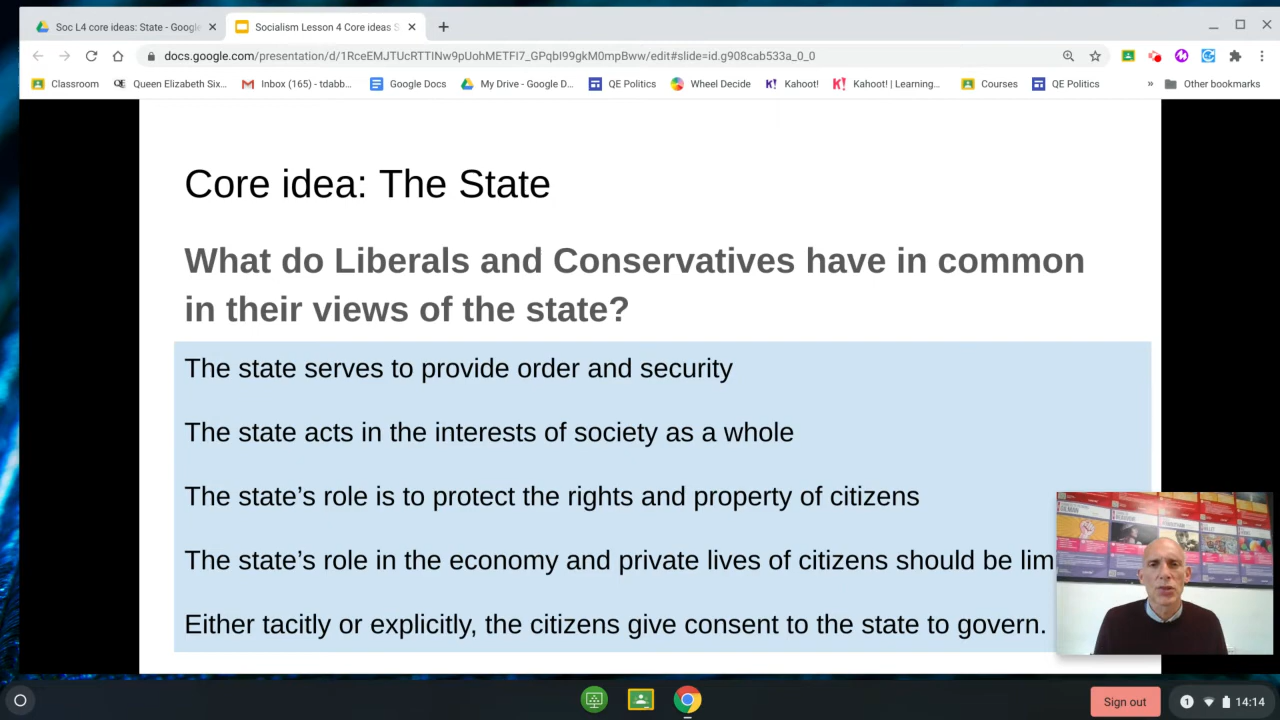 Soc L4 core ideas: State - Google
Socialism Lesson 4 Core ideas S
docs.google.com/presentation/d/1RceEMJTUcRTTINw9pUohMETFI7_GPqbI99gkM0mpBww/edit#slide=id.g908cab533a_0_0
Classroom
Queen Elizabeth Six...
Inbox (165) - tdabb...
Google Docs
My Drive - Google D...
QE Politics
Wheel Decide
Kahoot!
Kahoot! | Learning...
Courses
QE Politics
» Other bookmarks
Core idea: The State
What do Liberals and Conservatives have in common
in their views of the state?
The state serves to provide order and security
The state acts in the interests of society as a whole
The state’s role is to protect the rights and property of citizens
The state’s role in the economy and private lives of citizens should be lim
Either tacitly or explicitly, the citizens give consent to the state to govern.
Sign out
1
14:14